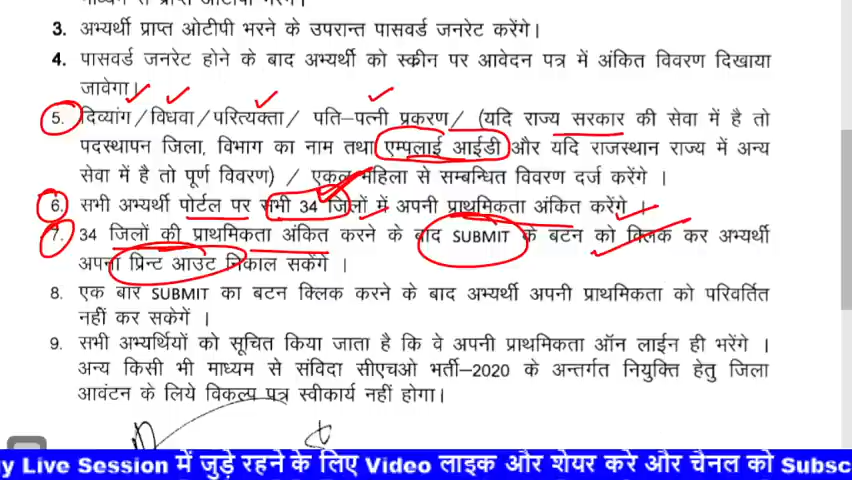 3. अभ्यर्थी प्राप्त ओटीपी भरने के उपरान्त पासवर्ड जनरेट करेंगे।
4. पासवर्ड जनरेट होने के बाद अभ्यर्थी को स्क्रीन पर आवेदन पत्र में अंकित विवरण दिखाया
जावेगा।
5. दिव्यांग/विधवा/परित्यक्ता/ पति-पत्नी प्रकरण/ (यदि राज्य सरकार की सेवा में है तो
पदस्थापन जिला, विभाग का नाम तथा एम्पलाई आईडी और यदि राजस्थान राज्य में अन्य
सेवा में है तो पूर्ण विवरण) / एकल महिला से सम्बन्धित विवरण दर्ज करेंगे ।
6. सभी अभ्यर्थी पोर्टल पर सभी 34 जिलों में अपनी प्राथमिकता अंकित करेंगे ।
7. 34 जिलों की प्राथमिकता अंकित करने के बाद SUBMIT के बटन को क्लिक कर अभ्यर्थी
अपना प्रिन्ट आउट निकाल सकेंगे ।
8. एक बार SUBMIT का बटन क्लिक करने के बाद अभ्यर्थी अपनी प्राथमिकता को परिवर्तित
नहीं कर सकेगें ।
9. सभी अभ्यर्थियों को सूचित किया जाता है कि वे अपनी प्राथमिकता ऑन लाईन ही भरेंगे ।
अन्य किसी भी माध्यम से संविदा सीएचओ भर्ती-2020 के अन्तर्गत नियुक्ति हेतु जिला
आवंटन के लिये विकल्प पत्र स्वीकार्य नहीं होगा।
y Live Session में जुड़े रहने के लिए Video लाइक और शेयर करे और चैनल को Subsc